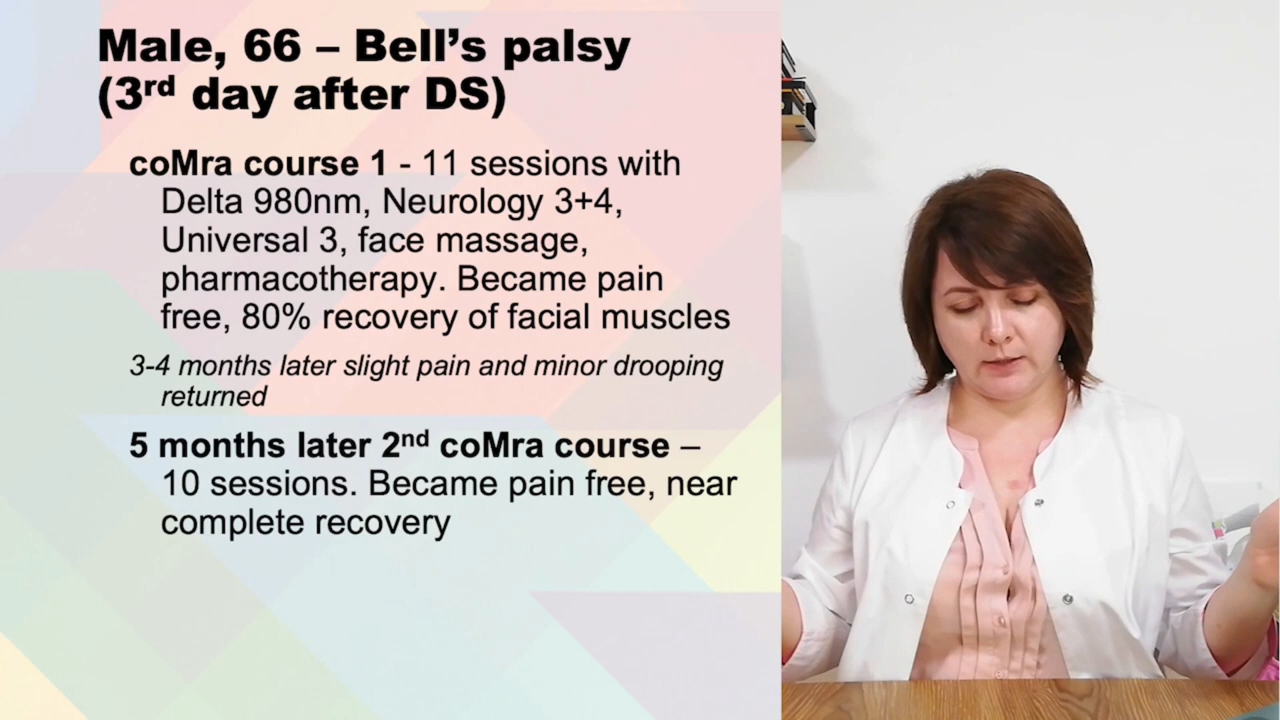 Male, 66 – Bell’s palsy
(3rd day after DS)
coMra course 1 - 11 sessions with
Delta 980nm, Neurology 3+4,
Universal 3, face massage,
pharmacotherapy. Became pain
free, 80% recovery of facial muscles
3-4 months later slight pain and minor drooping
returned
5 months later 2nd coMra course –
10 sessions. Became pain free, near
complete recovery